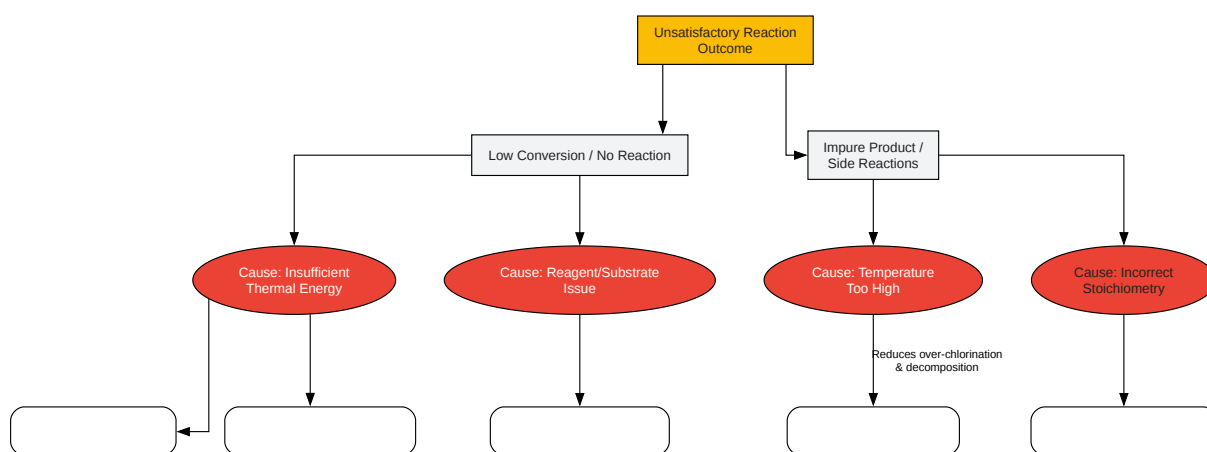 Unsatisfactory Reaction
Outcome
Low Conversion / No Reaction
Impure Product /
Side Reactions
Cause: Insufficient
Thermal Energy
Cause: Reagent/Substrate
Issue
Cause: Temperature
Too High
Cause: Incorrect
Stoichiometry
Reduces over-chlorination
& decomposition